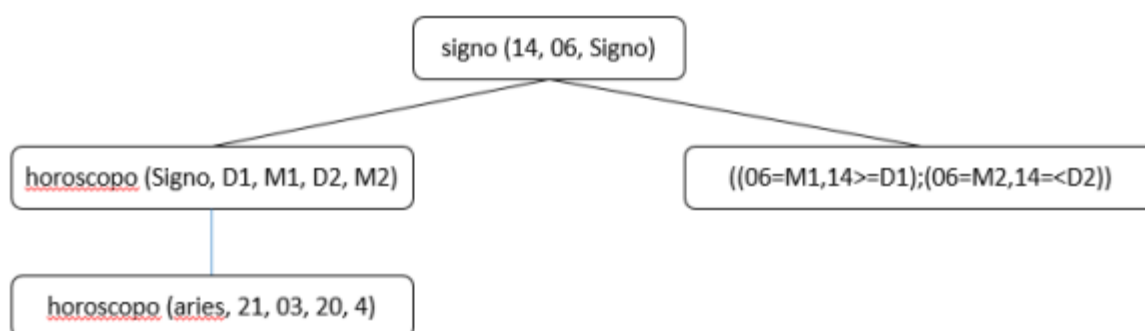 signo (14, 06, Signo)
horoscopo (Signo, D1, M1, D2, M2)
((06=M1,14>=D1);(06=M2,14=<D2))
horoscopo (aries, 21, 03, 20, 4)